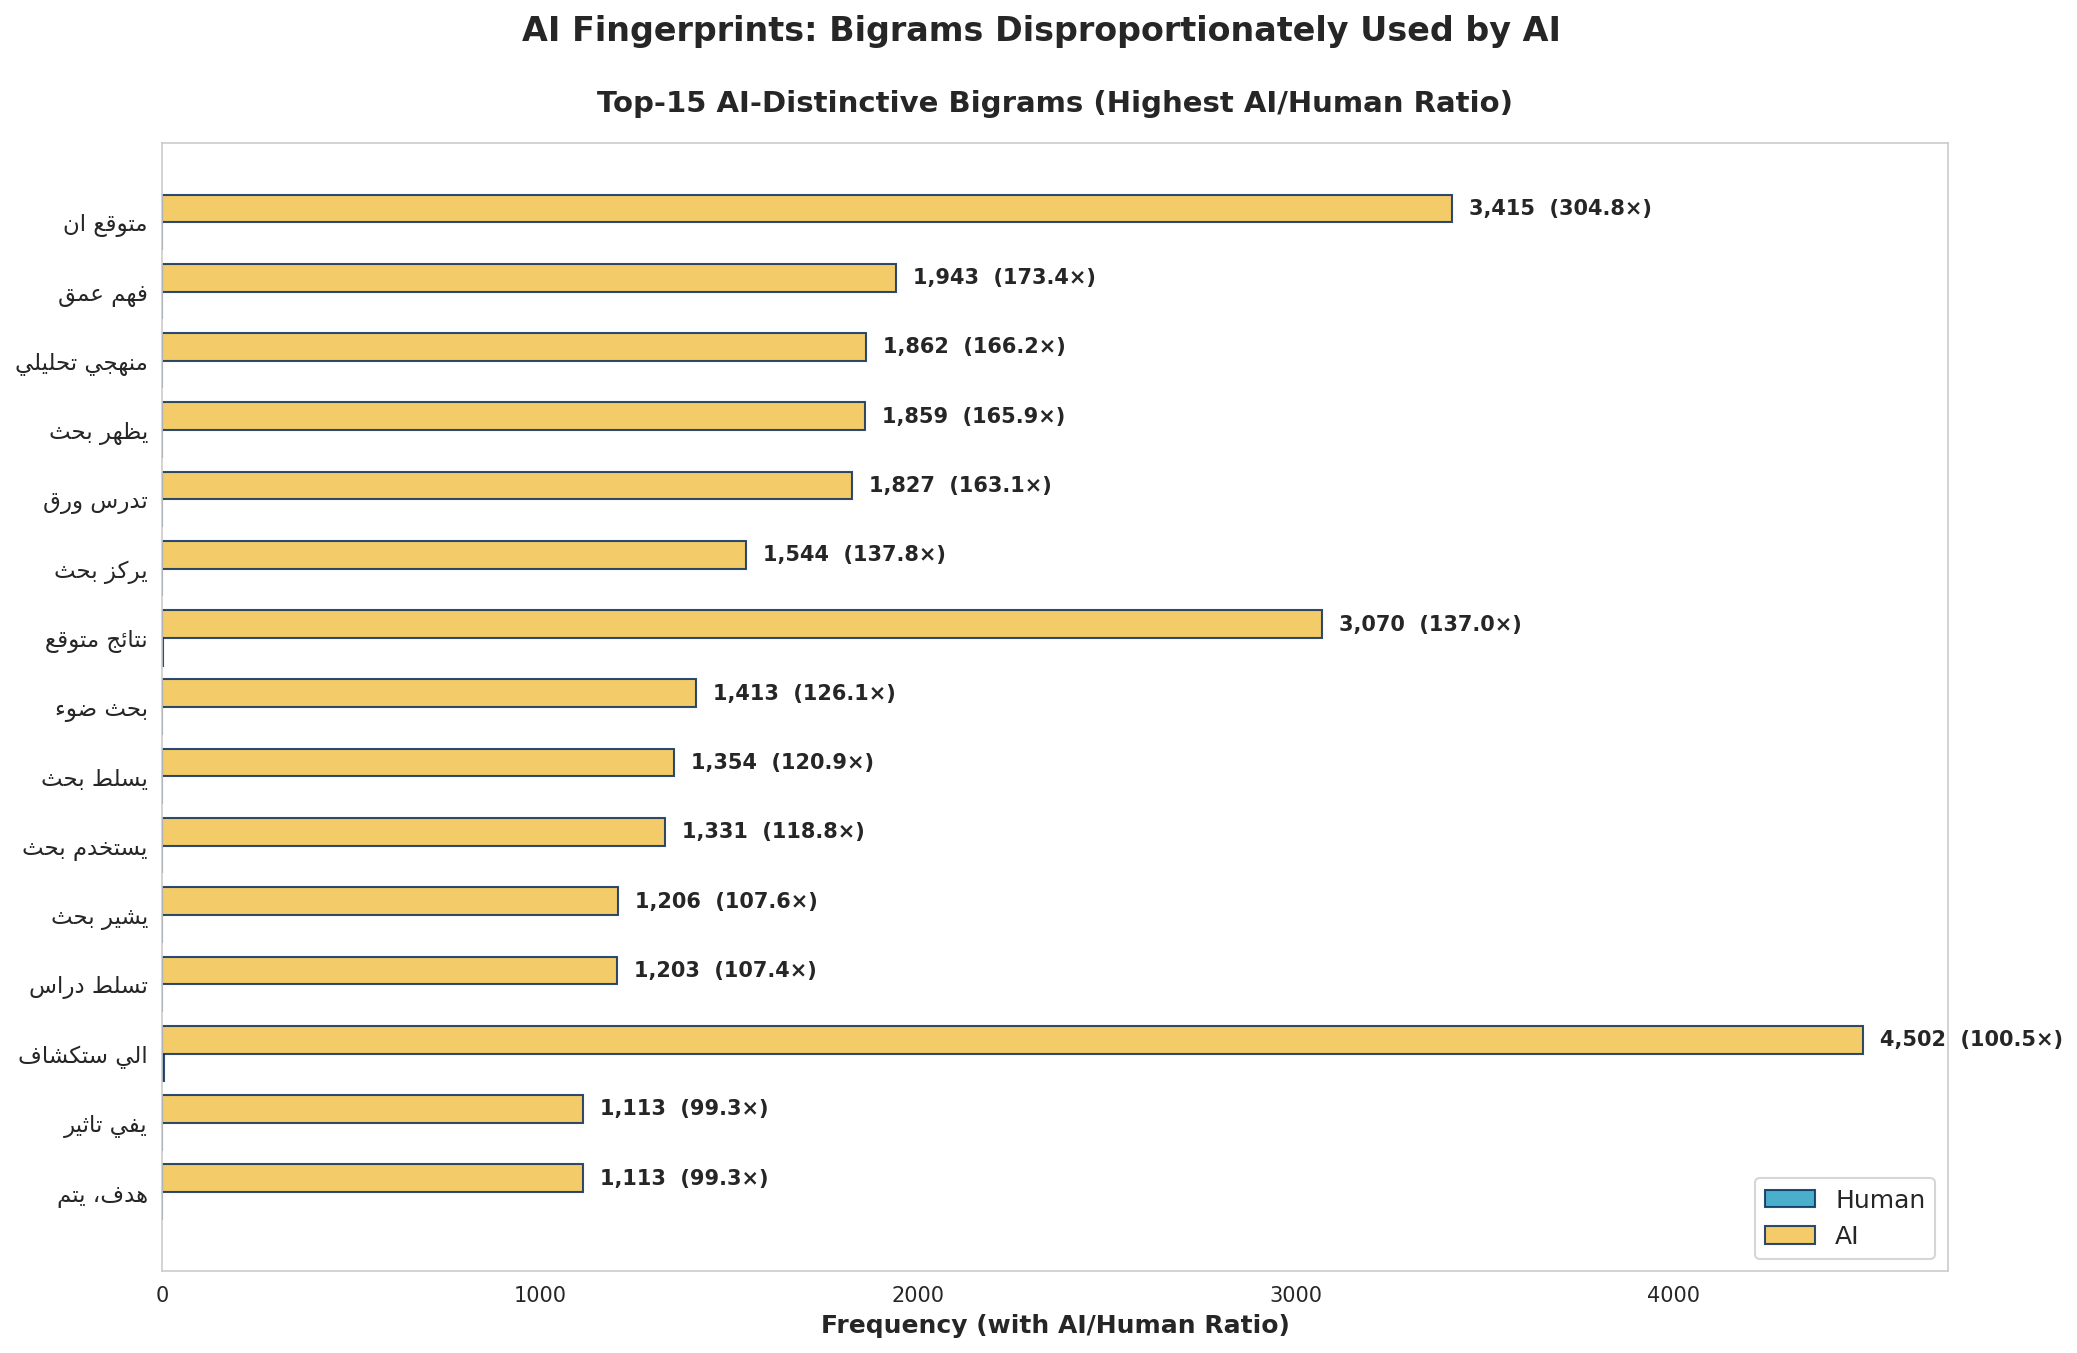 AI Fingerprints: Bigrams Disproportionately Used by AI
Top-15 AI-Distinctive Bigrams (Highest AI/Human Ratio)
متوقع ان
3,415 (304.8×)
فهم عمق
1,943 (173.4×)
منهجي تحليلي
1,862 (166.2×)
يظهر بحث
1,859 (165.9×)
تدرس ورق
1,827 (163.1×)
يركز بحث
1,544 (137.8×)
نتائج متوقع
3,070 (137.0×)
بحث ضوء
1,413 (126.1×)
يسلط بحث
1,354 (120.9×)
يستخدم بحث
1,331 (118.8×)
يشير بحث
1,206 (107.6×)
تسلط دراس
1,203 (107.4×)
الي ستكشاف
4,502 (100.5×)
يفي تاثير
1,113 (99.3×)
هدف، يتم
1,113 (99.3×)
Human
AI
0 1000 2000 3000 4000
Frequency (with AI/Human Ratio)